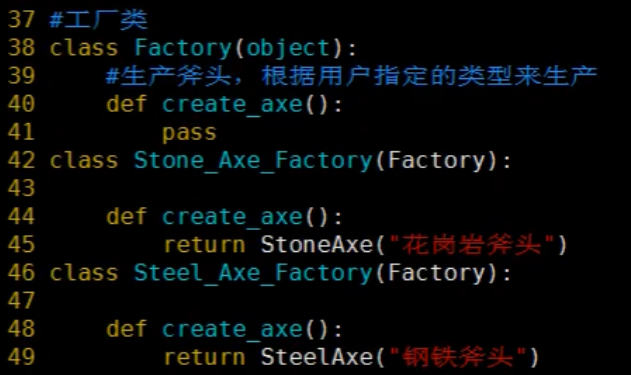 37 #工厂类
38 class Factory(object):
39     #生产斧头，根据用户指定的类型来生产
40     def create_axe():
41         pass
42 class Stone_Axe_Factory(Factory):
43
44     def create_axe():
45         return StoneAxe("花岗岩斧头")
46 class Steel_Axe_Factory(Factory):
47
48     def create_axe():
49         return SteelAxe("钢铁斧头")